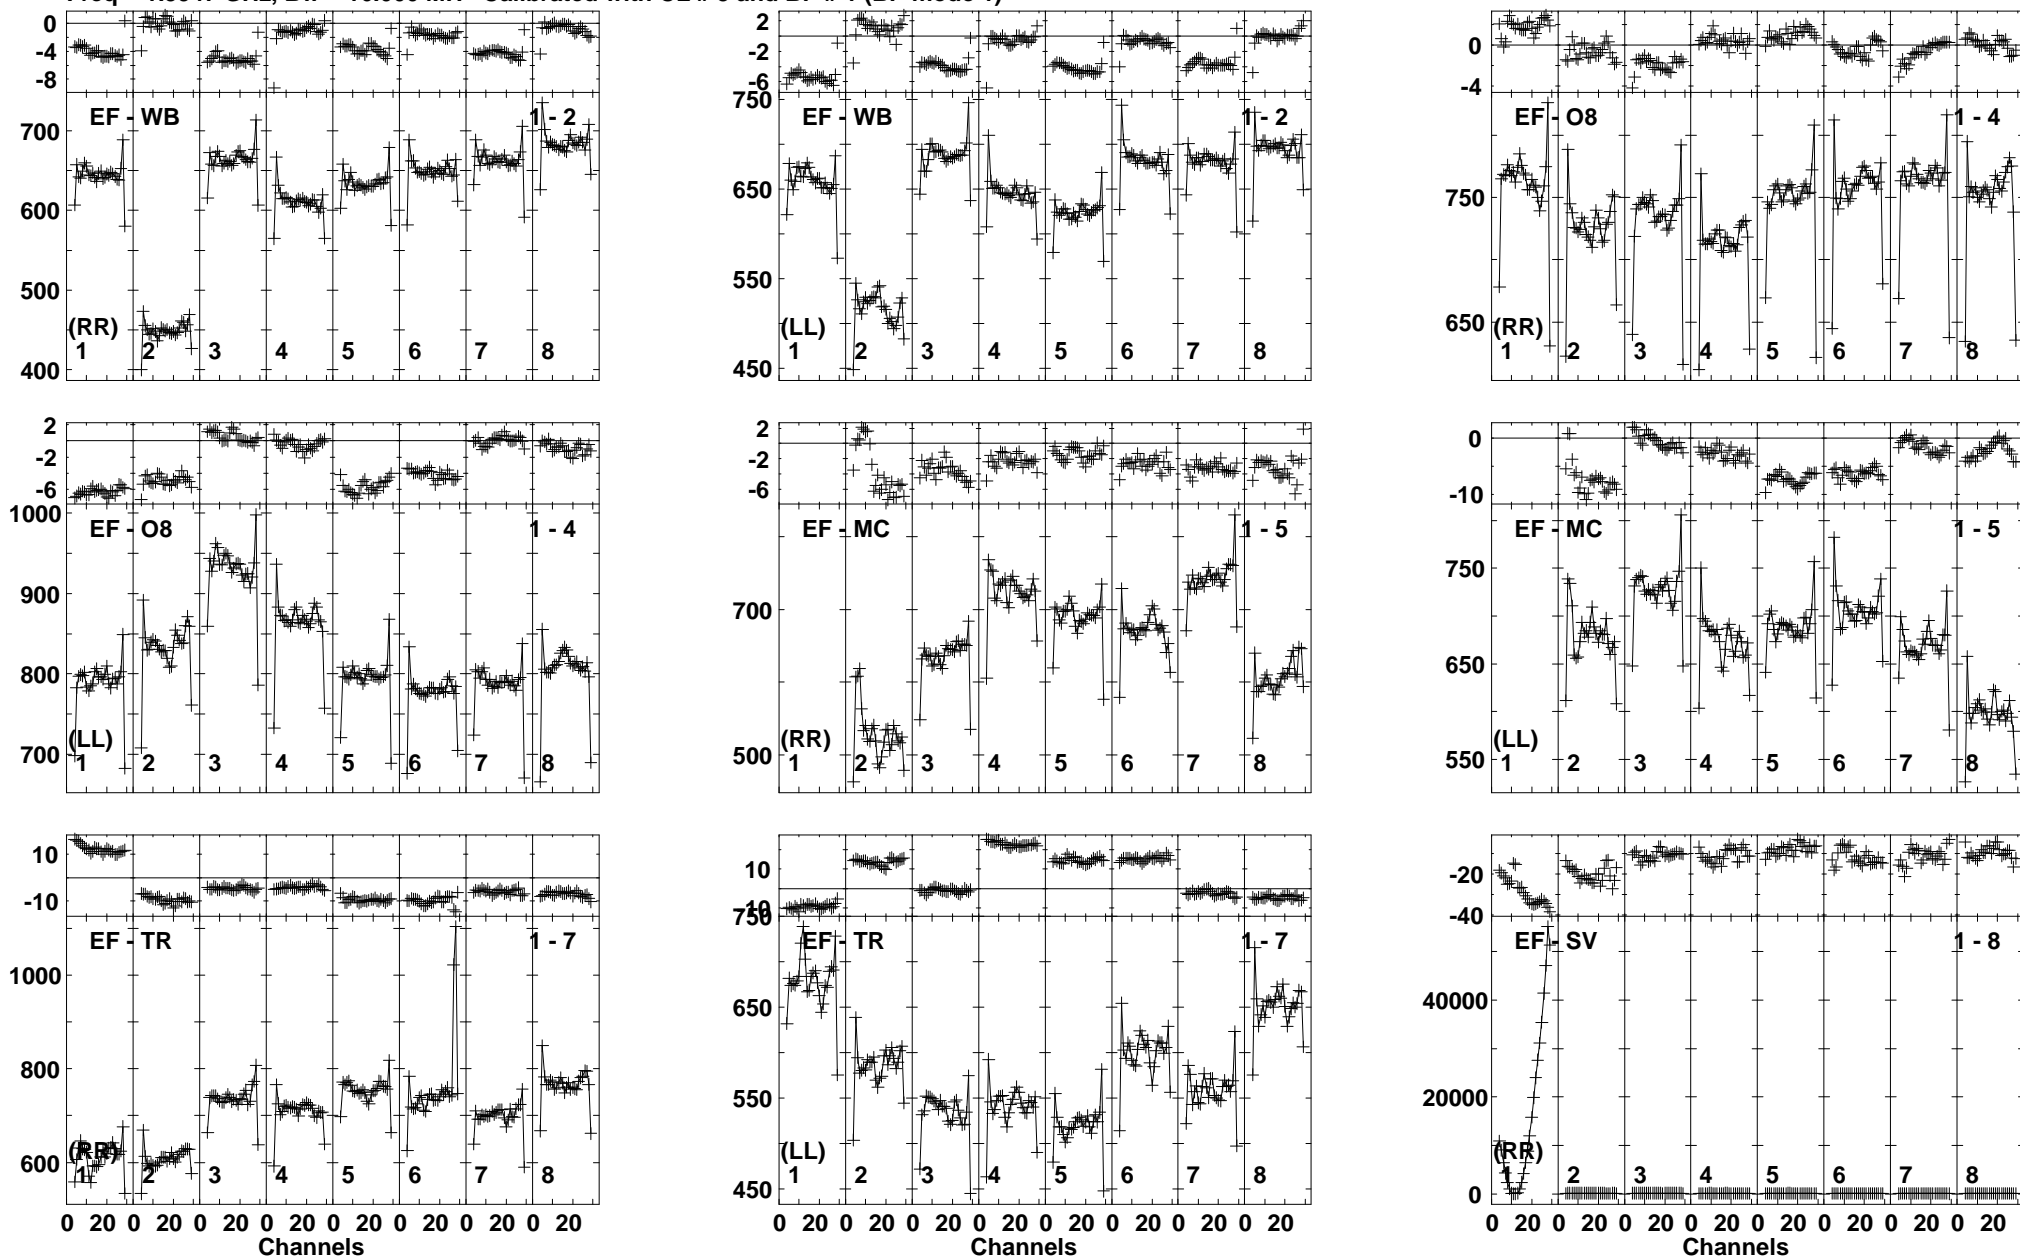 0 -4 -8
EF - WB 1 - 2
700 600 500 400
(RR)
1 2 3 4 5 6 7 8
2 -2 -6
EF - WB 1 - 2
750 650 550 450
(LL)
1 2 3 4 5 6 7 8
0 -4
EF - O8 1 - 4
750 650
(RR)
1 2 3 4 5 6 7 8
2 -2 -6
EF - O8 1 - 4
1000 900 800 700
(LL)
1 2 3 4 5 6 7 8
2 -2 -6
EF - MC 1 - 5
700 500
(RR)
1 2 3 4 5 6 7 8
0 -10
EF - MC 1 - 5
750 650 550
(LL)
1 2 3 4 5 6 7 8
10 -10
EF - TR 1 - 7
1000 800 600
(RR)
1 2 3 4 5 6 7 8
0 20 0 20 0 20 0 20 0 20 0 20 0 20 0 20
Channels
10 -10
EF - TR 1 - 7
750 650 550 450
(LL)
1 2 3 4 5 6 7 8
0 20 0 20 0 20 0 20 0 20 0 20 0 20 0 20
-20 -40
EF - SV 1 - 8
40000 20000 0
(RR)
1 2 3 4 5 6 7 8
0 20 0 20 0 20 0 20 0 20 0 20 0 20 0 20
Channels
Channels